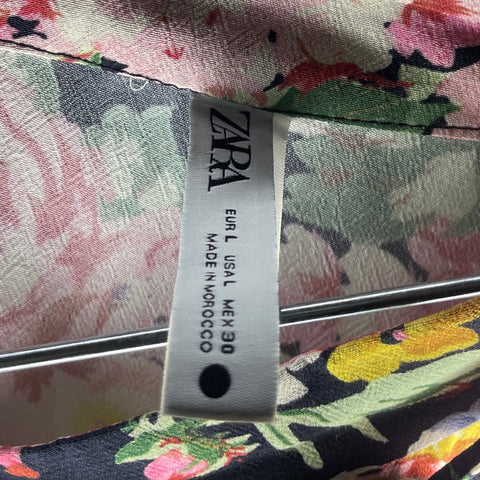 ZARA
EUR L USA L MEX 30
MADE IN MOROCCO